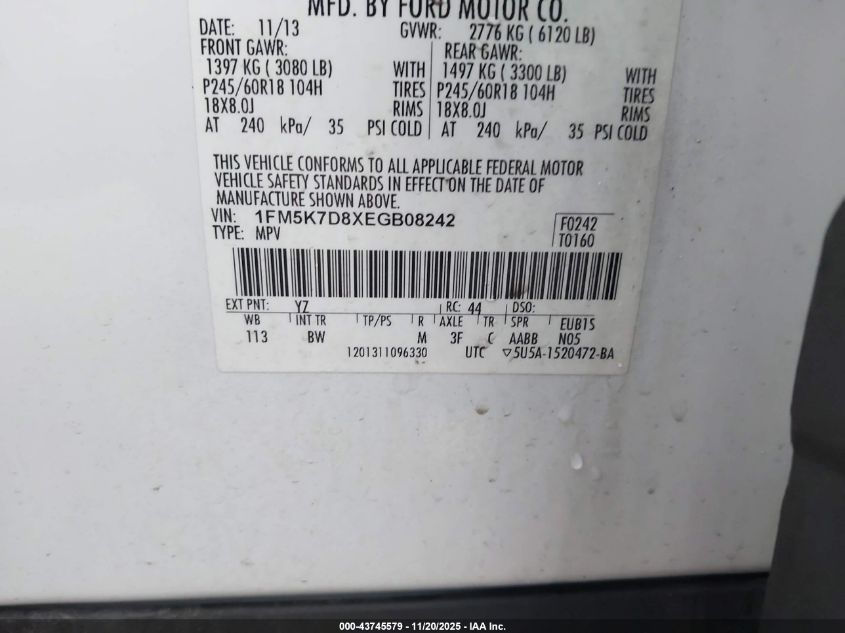 MFD. BY FORD MOTOR CO.
DATE: 11/13 GVWR: 2776 KG ( 6120 LB)
FRONT GAWR: REAR GAWR:
1397 KG ( 3080 LB) WITH 1497 KG ( 3300 LB) WITH
P245/60R18 104H TIRES P245/60R18 104H TIRES
18X8.0J RIMS 18X8.0J RIMS
AT 240 kPa/ 35 PSI COLD AT 240 kPa/ 35 PSI COLD
THIS VEHICLE CONFORMS TO ALL APPLICABLE FEDERAL MOTOR
VEHICLE SAFETY STANDARDS IN EFFECT ON THE DATE OF
MANUFACTURE SHOWN ABOVE.
VIN: 1FM5K7D8XEGB08242 F0242
TYPE: MPV T0160
EXT PNT: YZ RC: 44 DSO:
WB INT TR TP/PS R AXLE TR SPR EUB1S
113 BW M 3F C AABB N05
1201311096330 UTC ▽5U5A-1520472-BA
000-43745579 - 11/20/2025 - IAA Inc.